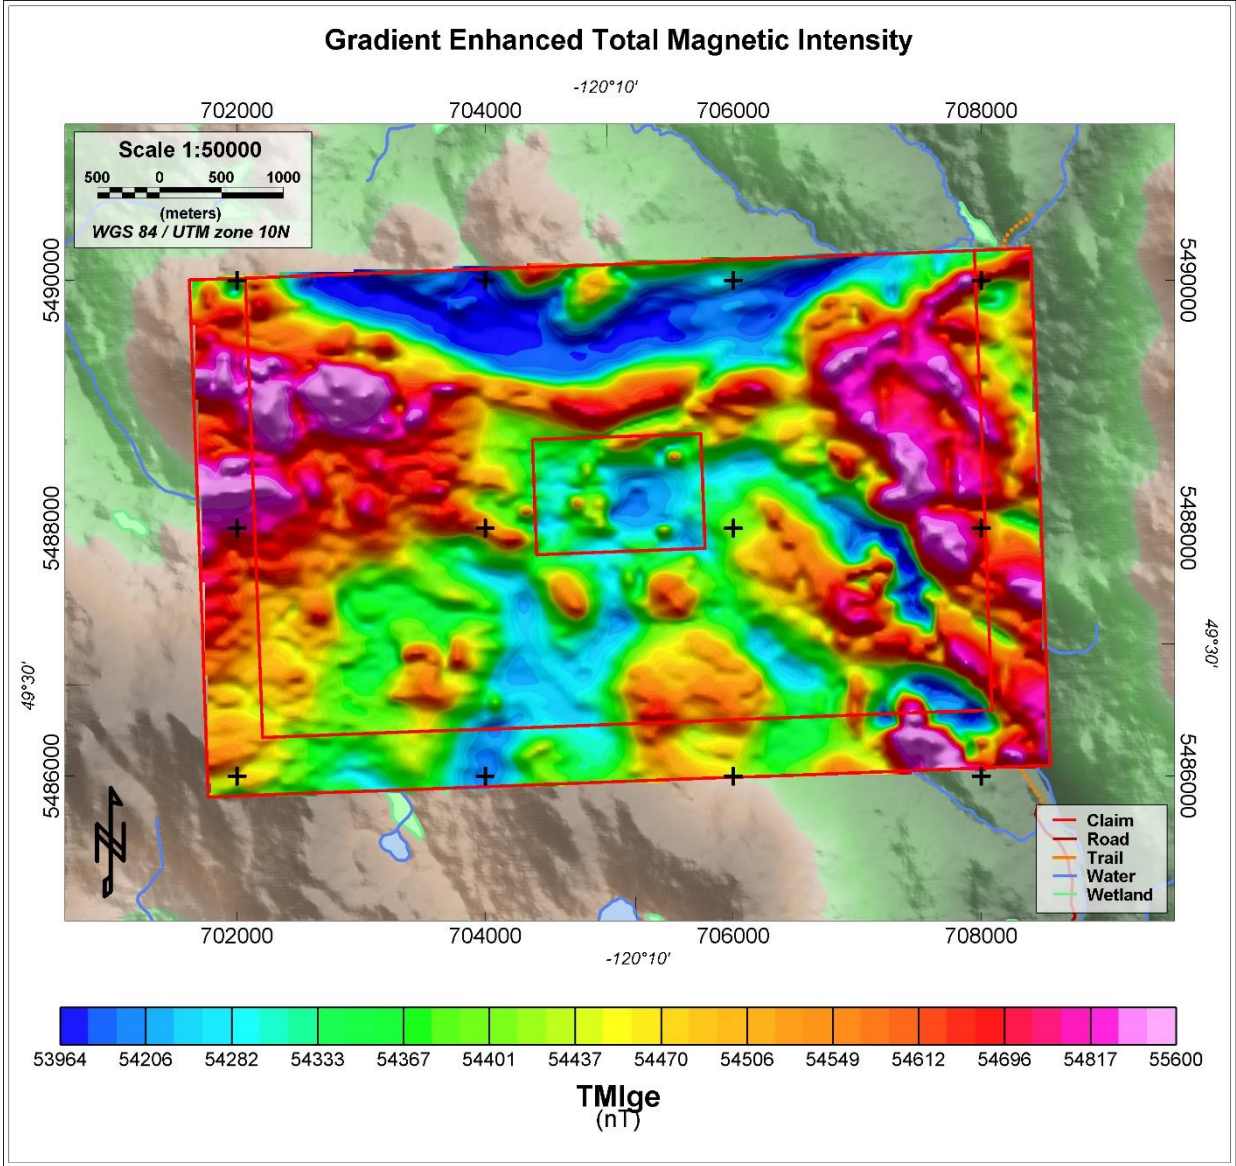 Gradient Enhanced Total Magnetic Intensity
-120°10'
702000 704000 706000 708000
Scale 1:50000
500 0 500 1000
(meters)
WGS 84 / UTM zone 10N
5490000 5490000
5488000 5488000
49°30' 49°30'
5486000 5486000
Claim
Road
Trail
Water
Wetland
702000 704000 706000 708000
-120°10'
53964 54206 54282 54333 54367 54401 54437 54470 54506 54549 54612 54696 54817 55600
TMIge
(nT)